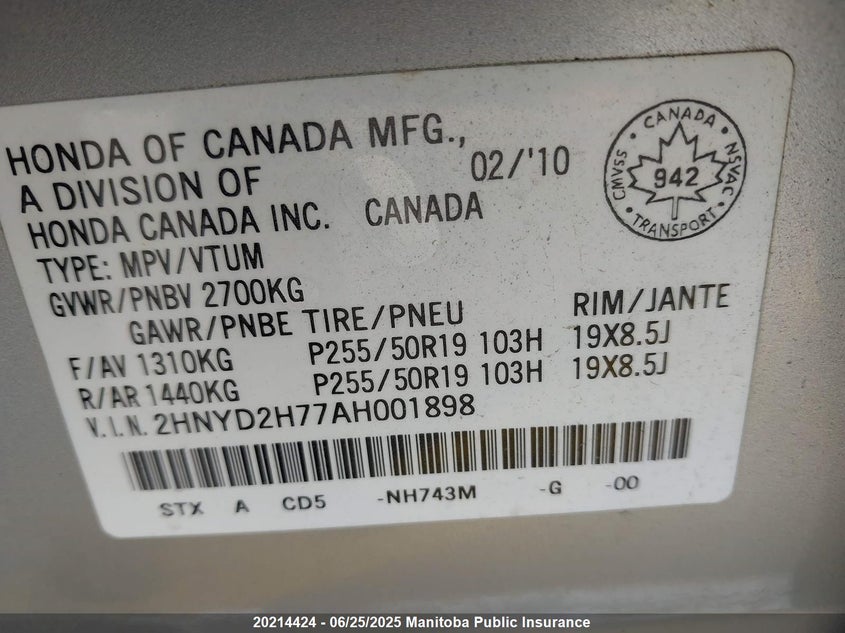 HONDA OF CANADA MFG., 02/'10
A DIVISION OF
HONDA CANADA INC. CANADA
TYPE: MPV/VTUM
GVWR/PNBV 2700KG
GAWR/PNBE TIRE/PNEU RIM/JANTE
F/AV 1310KG P255/50R19 103H 19X8.5J
R/AR 1440KG P255/50R19 103H 19X8.5J
V.I.N. 2HNYD2H77AH001898
STX A CD5 -NH743M -G -00
CANADA
CMVSS 942 NSVAC
TRANSPORT
20214424 - 06/25/2025 Manitoba Public Insurance